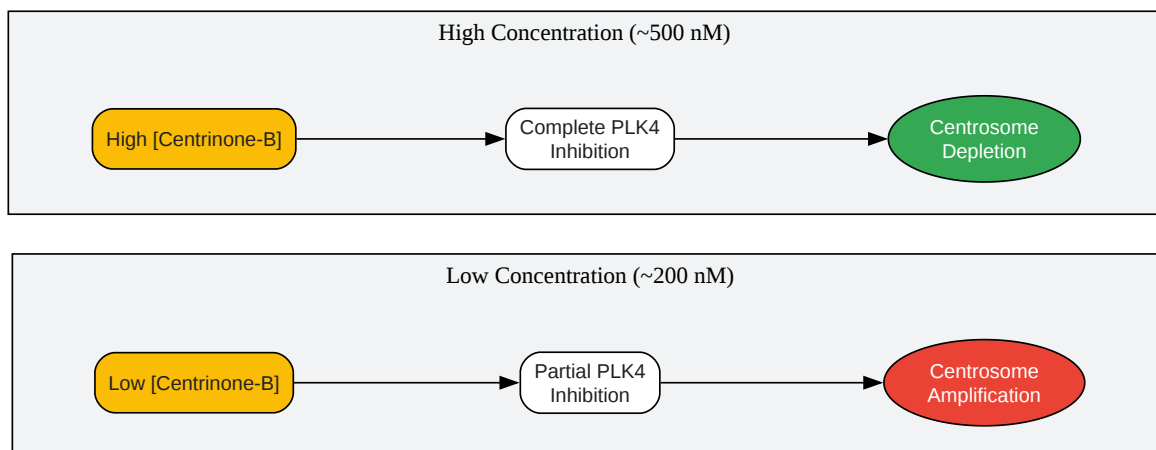 High Concentration (~500 nM)
High [Centrinone-B]
Complete PLK4
Inhibition
Centrosome
Depletion
Low Concentration (~200 nM)
Low [Centrinone-B]
Partial PLK4
Inhibition
Centrosome
Amplification